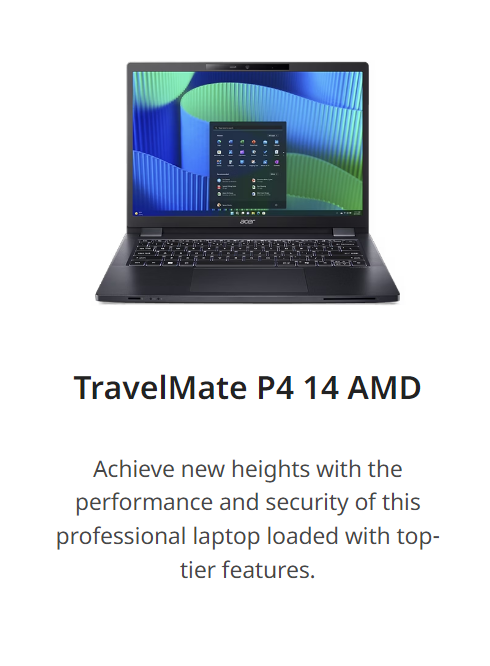 acer
TravelMate P4 14 AMD
Achieve new heights with the
performance and security of this
professional laptop loaded with top-
tier features.